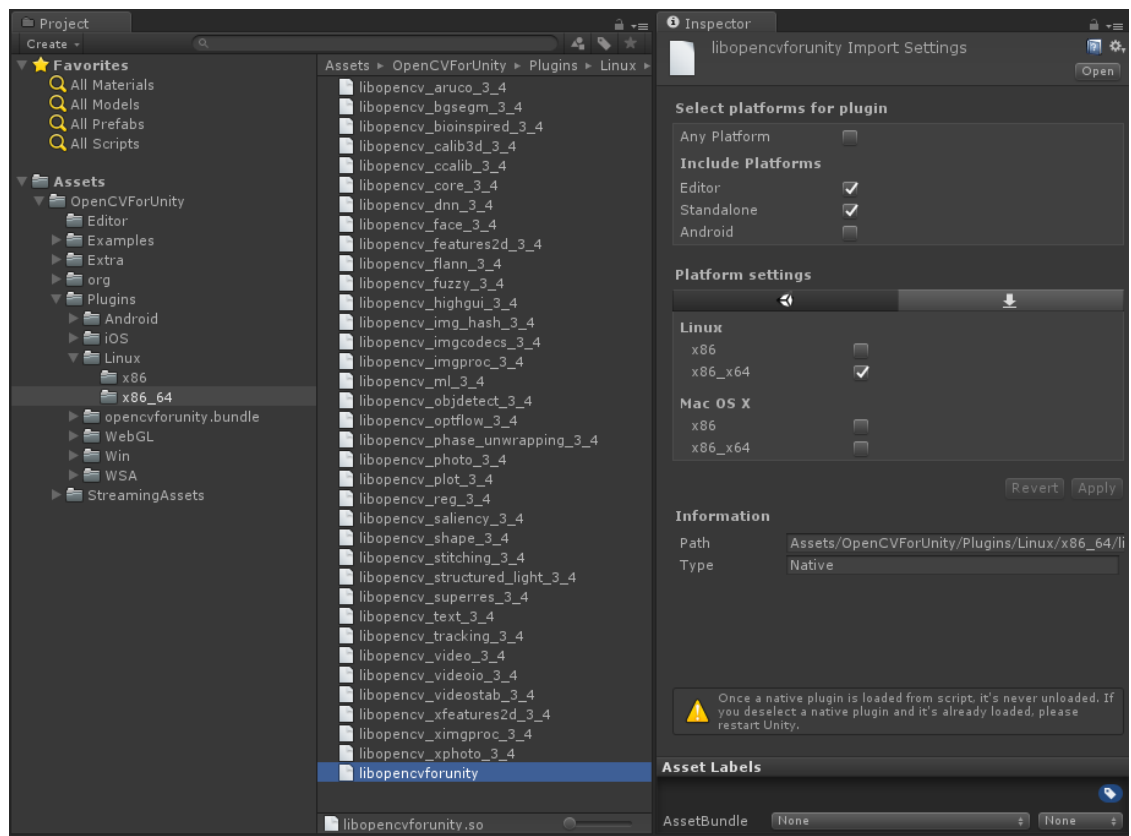 Project
Create
Favorites
All Materials
All Models
All Prefabs
All Scripts
Assets
OpenCVForUnity
Editor
Examples
Extra
org
Plugins
Android
iOS
Linux
x86
x86_64
opencvforunity.bundle
WebGL
Win
WSA
StreamingAssets
Assets ▸ OpenCVForUnity ▸ Plugins ▸ Linux ▸
libopencv_aruco_3_4
libopencv_bgsegm_3_4
libopencv_bioinspired_3_4
libopencv_calib3d_3_4
libopencv_ccalib_3_4
libopencv_core_3_4
libopencv_dnn_3_4
libopencv_face_3_4
libopencv_features2d_3_4
libopencv_flann_3_4
libopencv_fuzzy_3_4
libopencv_highgui_3_4
libopencv_img_hash_3_4
libopencv_imgcodecs_3_4
libopencv_imgproc_3_4
libopencv_ml_3_4
libopencv_objdetect_3_4
libopencv_optflow_3_4
libopencv_phase_unwrapping_3_4
libopencv_photo_3_4
libopencv_plot_3_4
libopencv_reg_3_4
libopencv_saliency_3_4
libopencv_shape_3_4
libopencv_stitching_3_4
libopencv_structured_light_3_4
libopencv_superres_3_4
libopencv_text_3_4
libopencv_tracking_3_4
libopencv_video_3_4
libopencv_videoio_3_4
libopencv_videostab_3_4
libopencv_xfeatures2d_3_4
libopencv_ximgproc_3_4
libopencv_xphoto_3_4
libopencvforunity
libopencvforunity.so
Inspector
libopencvforunity Import Settings
Open
Select platforms for plugin
Any Platform
Include Platforms
Editor
Standalone
Android
Platform settings
Linux
x86
x86_x64
Mac OS X
x86
x86_x64
Revert Apply
Information
Path Assets/OpenCVForUnity/Plugins/Linux/x86_64/li
Type Native
Once a native plugin is loaded from script, it's never unloaded. If
you deselect a native plugin and it's already loaded, please
restart Unity.
Asset Labels
AssetBundle None None